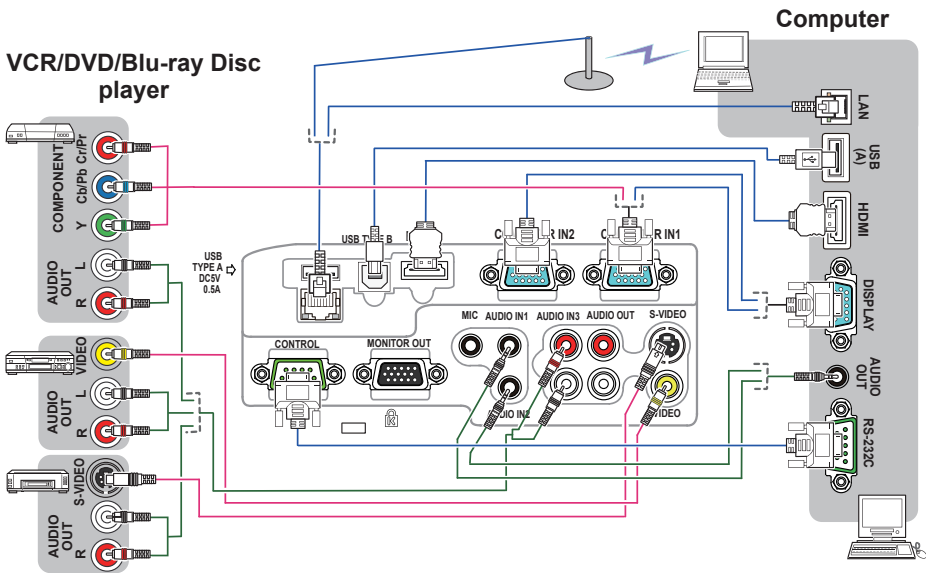 Computer
VCR/DVD/Blu-ray Disc
player
COMPONENT
Cr/Pr
Cb/Pb
Y
AUDIO
OUT
L
R
VIDEO
AUDIO
OUT
L
R
S-VIDEO
AUDIO
OUT
R
USB
TYPE A
DC5V
0.5A
USB TYPE B
R IN2
R IN1
MIC
AUDIO IN1
AUDIO IN3
AUDIO OUT
S-VIDEO
CONTROL
MONITOR OUT
IN2
LAN
USB
(A)
HDMI
DISPLAY
AUDIO
OUT
RS-232C